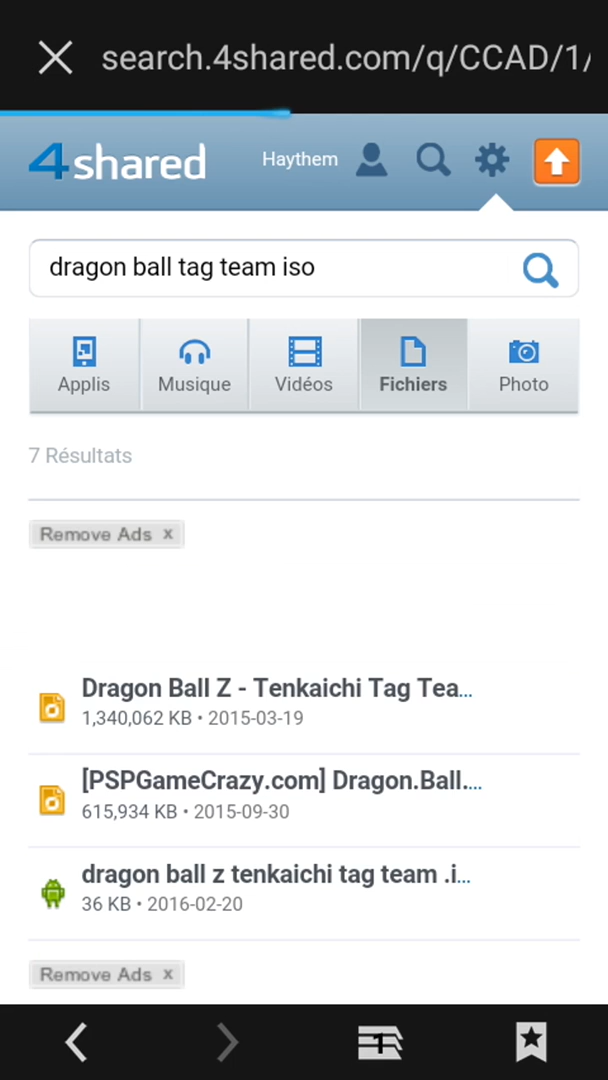 search.4shared.com/q/CCAD/1/
4shared
Haythem
dragon ball tag team iso
Applis
Musique
Vidéos
Fichiers
Photo
7 Résultats
Remove Ads x
Dragon Ball Z - Tenkaichi Tag Tea...
1,340,062 KB • 2015-03-19
[PSPGameCrazy.com] Dragon.Ball....
615,934 KB • 2015-09-30
dragon ball z tenkaichi tag team .i...
36 KB • 2016-02-20
Remove Ads x
1